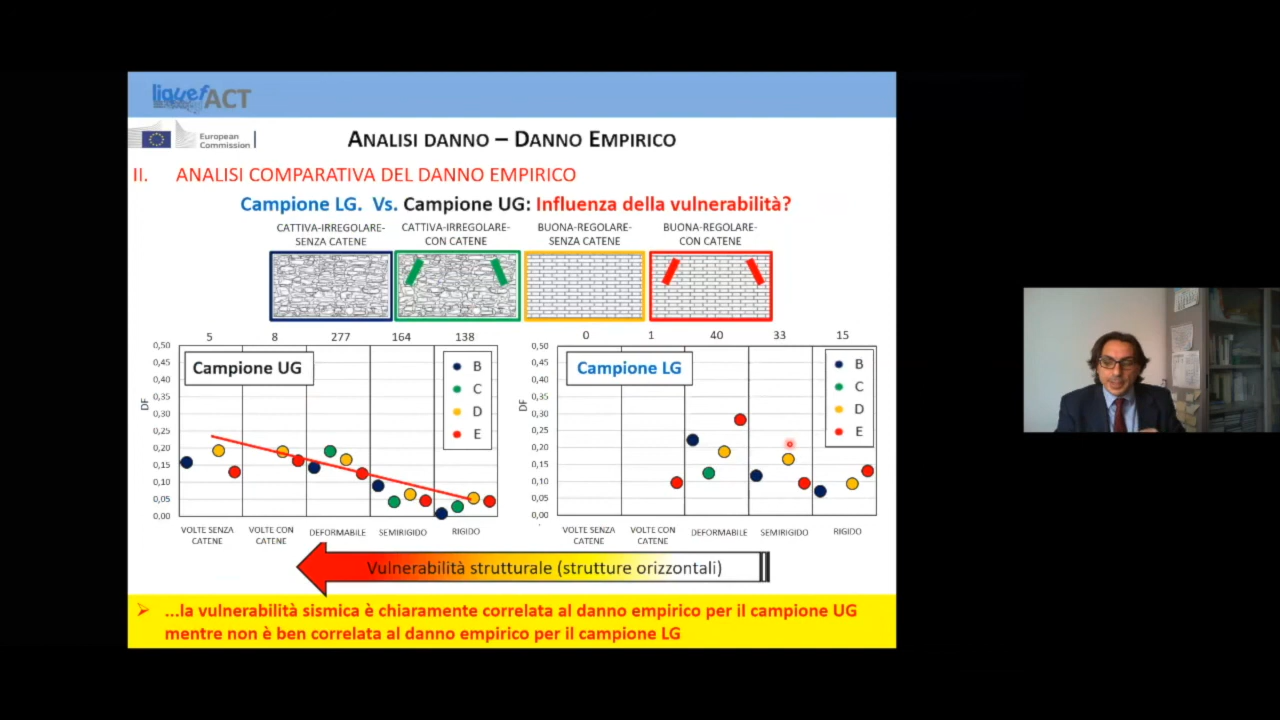 liquefACT
European
Commission
ANALISI DANNO – DANNO EMPIRICO
II. ANALISI COMPARATIVA DEL DANNO EMPIRICO
Campione LG. Vs. Campione UG: Influenza della vulnerabilità?
CATTIVA-IRREGOLARE-
SENZA CATENE
CATTIVA-IRREGOLARE-
CON CATENE
BUONA-REGOLARE-
SENZA CATENE
BUONA-REGOLARE-
CON CATENE
5 8 277 164 138
0,50
0,45
0,40
0,35
0,30
0,25
0,20
0,15
0,10
0,05
0,00
DF
Campione UG
B
C
D
E
VOLTE SENZA
CATENE
VOLTE CON
CATENE
DEFORMABILE
SEMIRIGIDO
RIGIDO
0 1 40 33 15
0,50
0,45
0,40
0,35
0,30
0,25
0,20
0,15
0,10
0,05
0,00
DF
Campione LG
B
C
D
E
VOLTE SENZA
CATENE
VOLTE CON
CATENE
DEFORMABILE
SEMIRIGIDO
RIGIDO
Vulnerabilità strutturale (strutture orizzontali)
...la vulnerabilità sismica è chiaramente correlata al danno empirico per il campione UG
mentre non è ben correlata al danno empirico per il campione LG